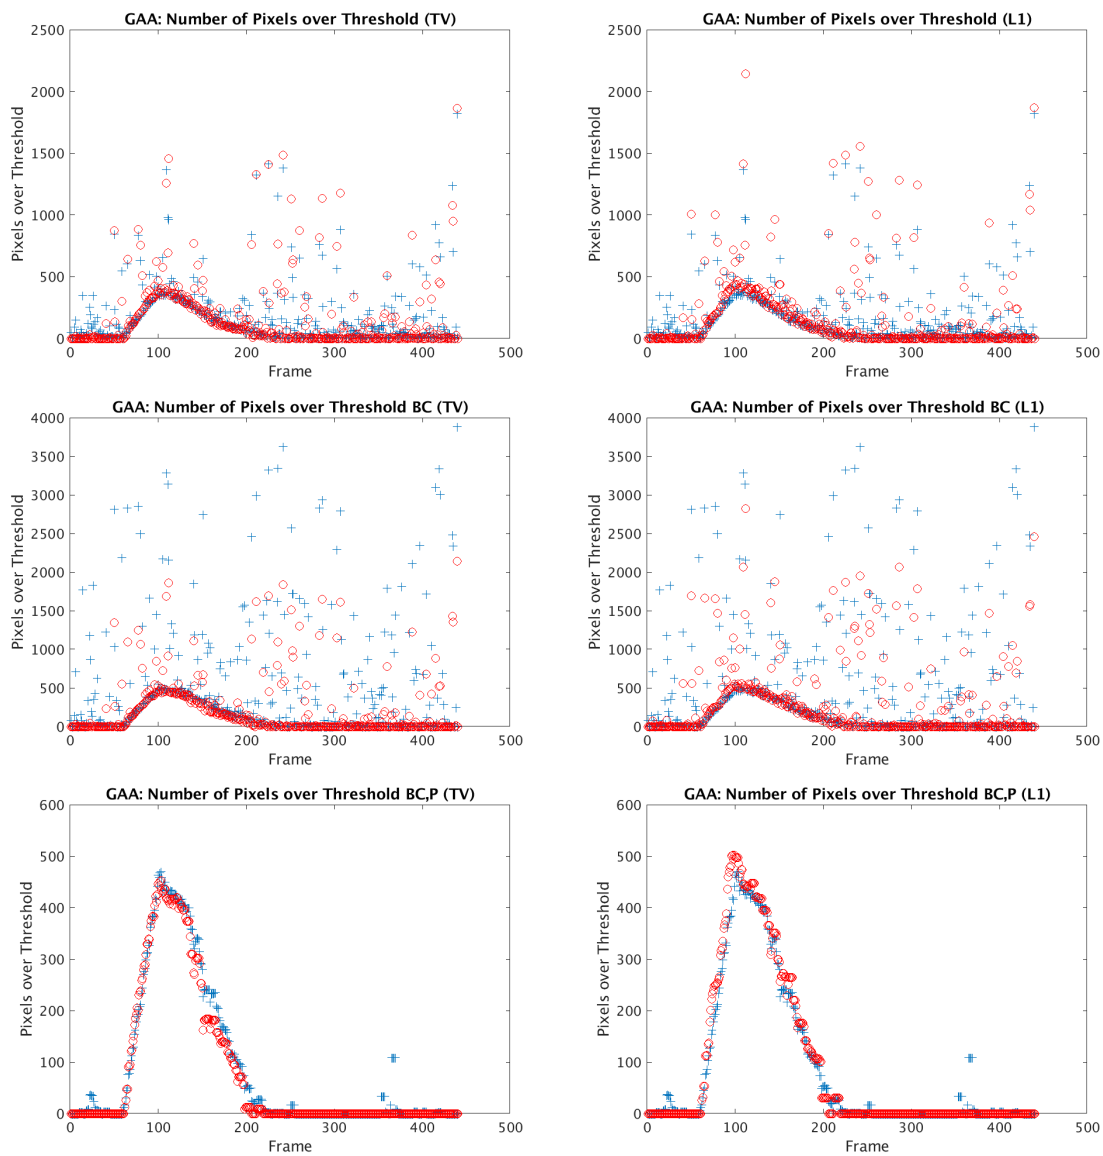 GAA: Number of Pixels over Threshold (TV)
Pixels over Threshold
2500
2000
1500
1000
500
0
0 100 200 300 400 500
Frame
GAA: Number of Pixels over Threshold (L1)
Pixels over Threshold
2500
2000
1500
1000
500
0
0 100 200 300 400 500
Frame
GAA: Number of Pixels over Threshold BC (TV)
Pixels over Threshold
4000
3500
3000
2500
2000
1500
1000
500
0
0 100 200 300 400 500
Frame
GAA: Number of Pixels over Threshold BC (L1)
Pixels over Threshold
4000
3500
3000
2500
2000
1500
1000
500
0
0 100 200 300 400 500
Frame
GAA: Number of Pixels over Threshold BC,P (TV)
Pixels over Threshold
600
500
400
300
200
100
0
0 100 200 300 400 500
Frame
GAA: Number of Pixels over Threshold BC,P (L1)
Pixels over Threshold
600
500
400
300
200
100
0
0 100 200 300 400 500
Frame